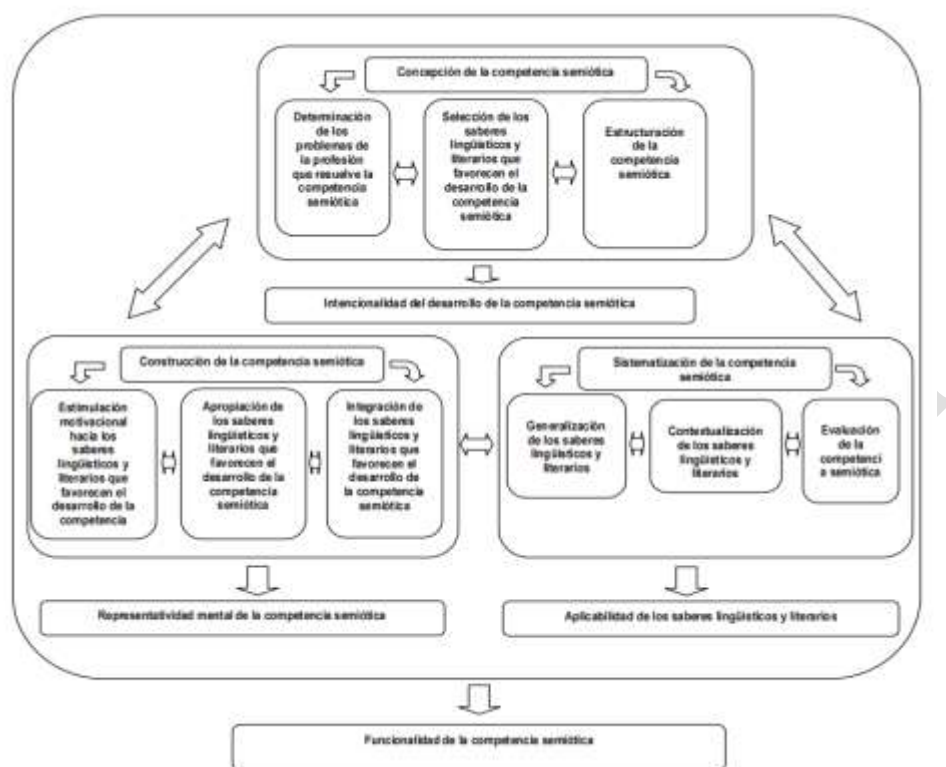 Concepción de la competencia semiótica
Determinación
de los
problemas de
la profesión
que resuelve la
competencia
semiótica
Selección de los
saberes
lingüísticos y
literarios que
favorecen el
desarrollo de la
competencia
semiótica
Estructuración
de la
competencia
semiótica
Intencionalidad del desarrollo de la competencia semiótica
Construcción de la competencia semiótica
Estimulación
motivacional
hacia los
saberes
lingüísticos y
literarios que
favorecen el
desarrollo de la
competencia
Apropiación de
los saberes
lingüísticos y
literarios que
favorecen el
desarrollo de la
competencia
semiótica
Integración de
los saberes
lingüísticos y
literarios que
favorecen el
desarrollo de
la competencia
semiótica
Sistematización de la competencia
semiótica
Generalización
de los saberes
lingüísticos y
literarios
Contextualización
de los saberes
lingüísticos y
literarios
Evaluación
de la
competenci
a semiótica
Representatividad mental de la competencia semiótica
Aplicabilidad de los saberes lingüísticos y literarios
Funcionalidad de la competencia semiótica